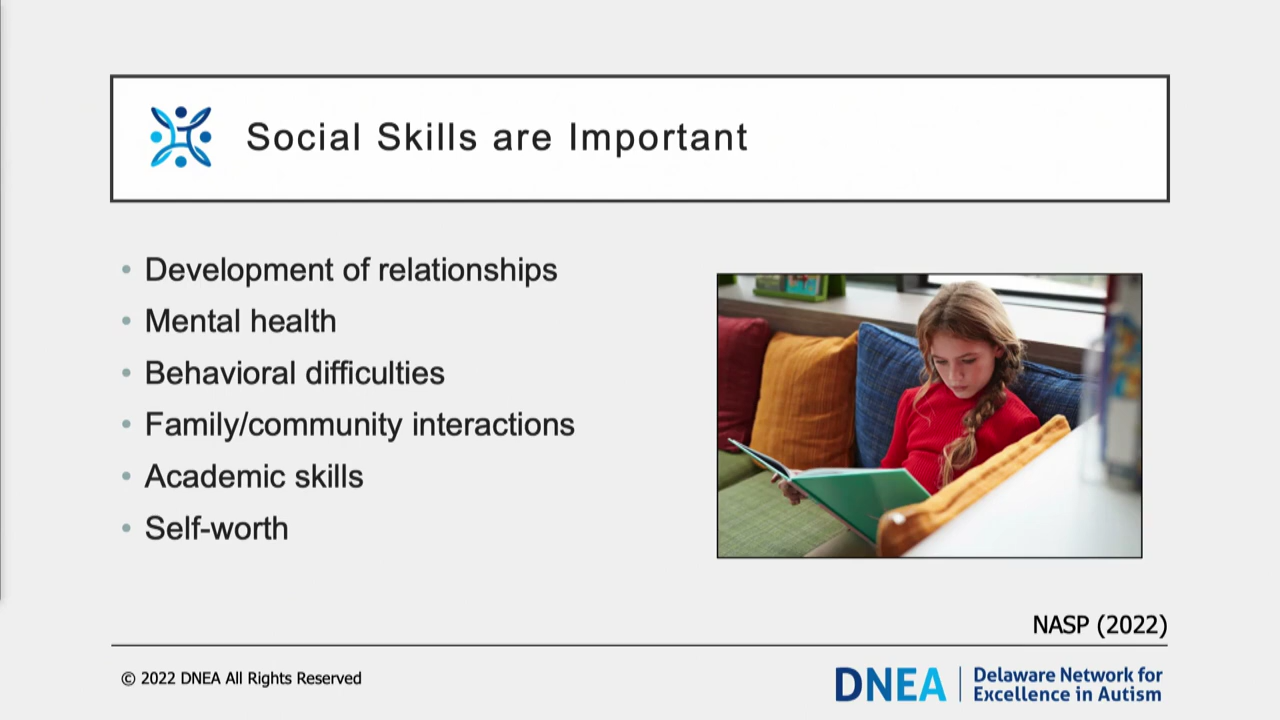 Social Skills are Important
• Development of relationships
• Mental health
• Behavioral difficulties
• Family/community interactions
• Academic skills
• Self-worth
NASP (2022)
© 2022 DNEA All Rights Reserved
DNEA
Delaware Network for
Excellence in Autism